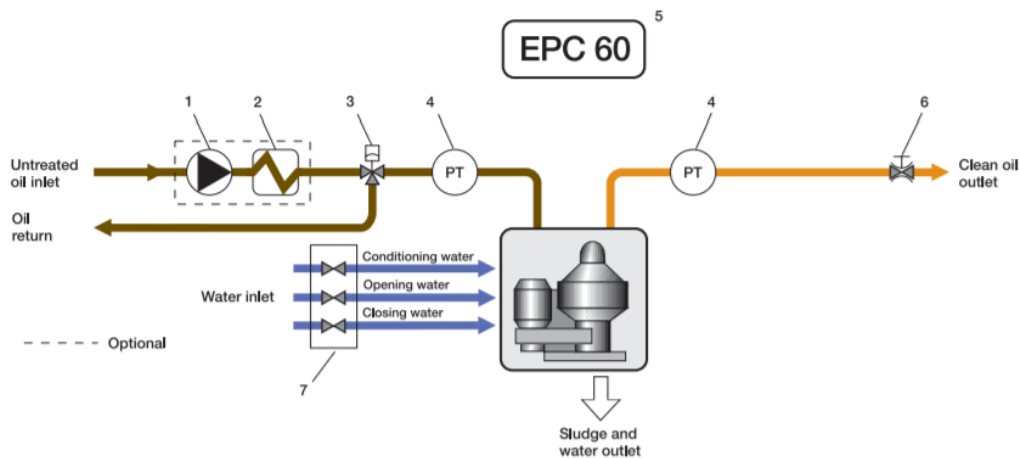 5
EPC 60
1
2
3
4
4
6
Untreated
oil inlet
PT
PT
Clean oil
outlet
Oil
return
Conditioning water
Water inlet
Opening water
Closing water
Optional
7
Sludge and
water outlet